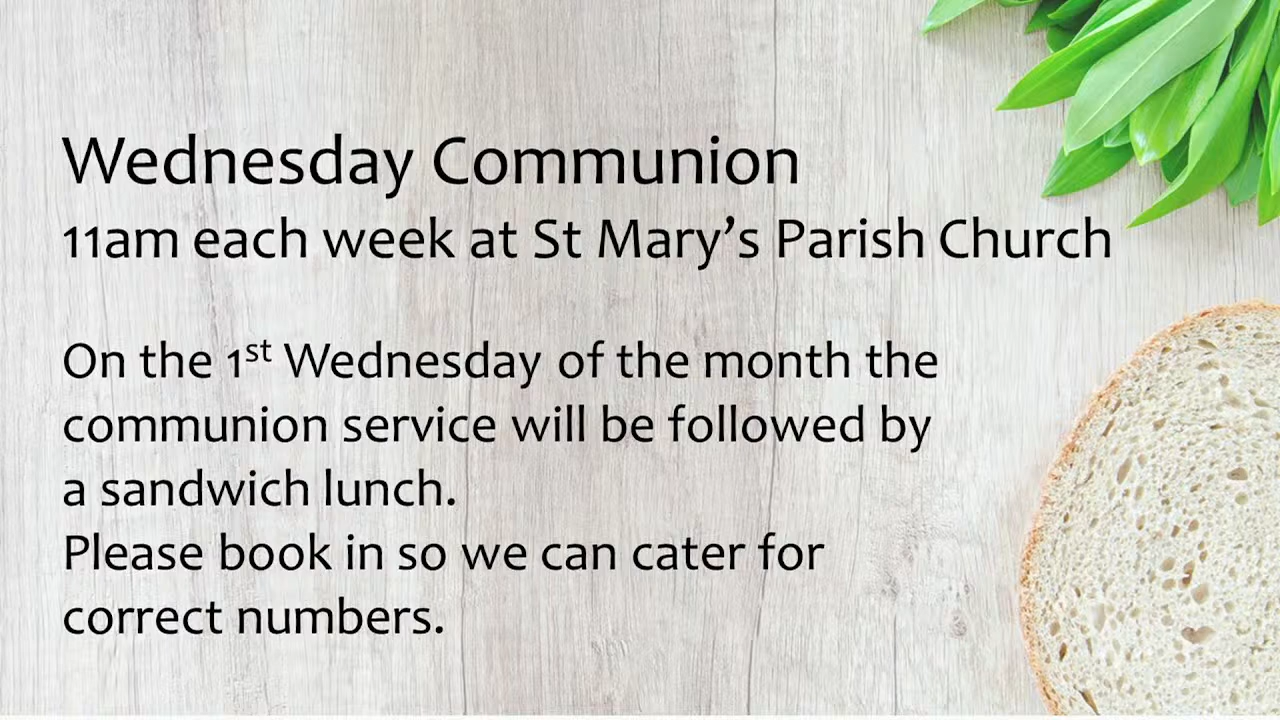 Wednesday Communion
11am each week at St Mary’s Parish Church
On the 1st Wednesday of the month the
communion service will be followed by
a sandwich lunch.
Please book in so we can cater for
correct numbers.